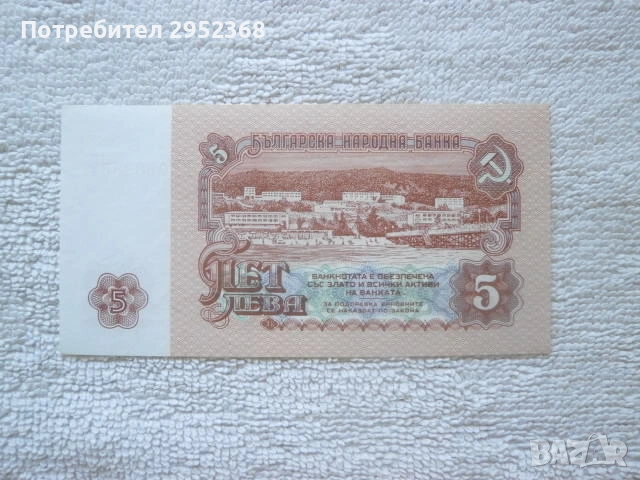 Потребител 2952368
БЪЛГАРСКА НАРОДНА БАНКА
5
ПЕТ
ЛЕВА
БАНКНОТАТА Е ОБЕЗПЕЧЕНА
СЪС ЗЛАТО И ВСИЧКИ АКТИВИ
НА БАНКАТА
ЗА ПОДПРАВКА ВИНОВНИТЕ
СЕ НАКАЗВАТ ПО ЗАКОНА
5
5
BAZAR